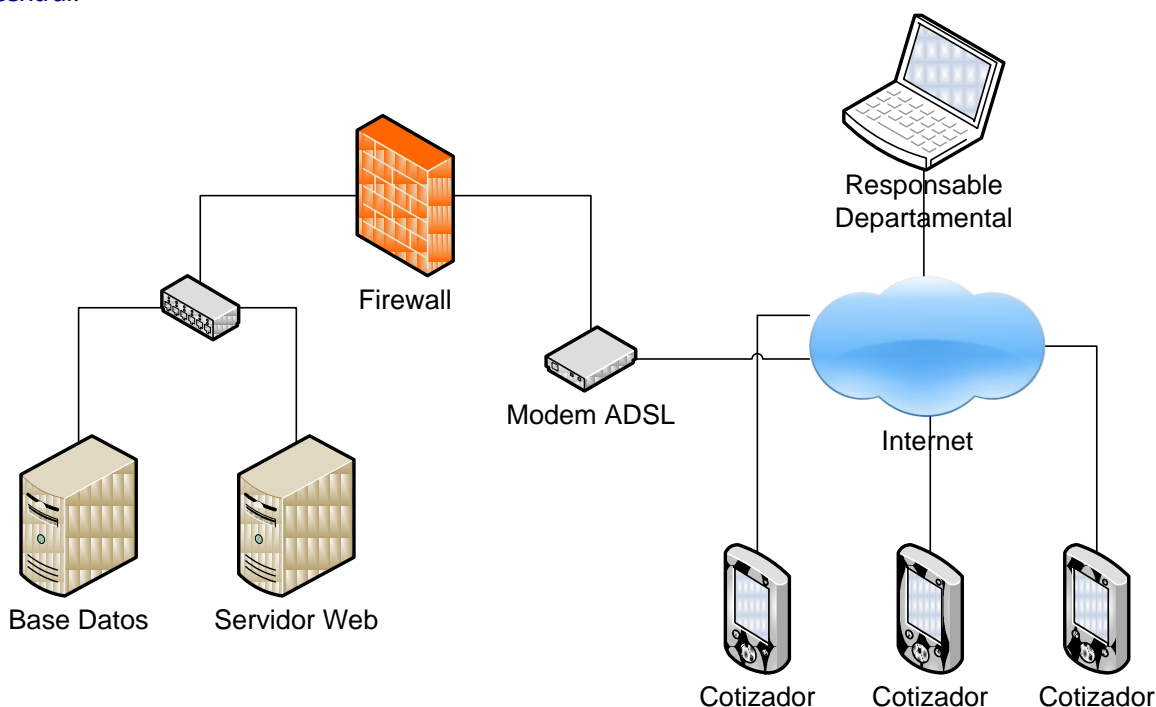 Responsable
Departamental
Firewall
Modem ADSL
Internet
Base Datos
Servidor Web
Cotizador
Cotizador
Cotizador